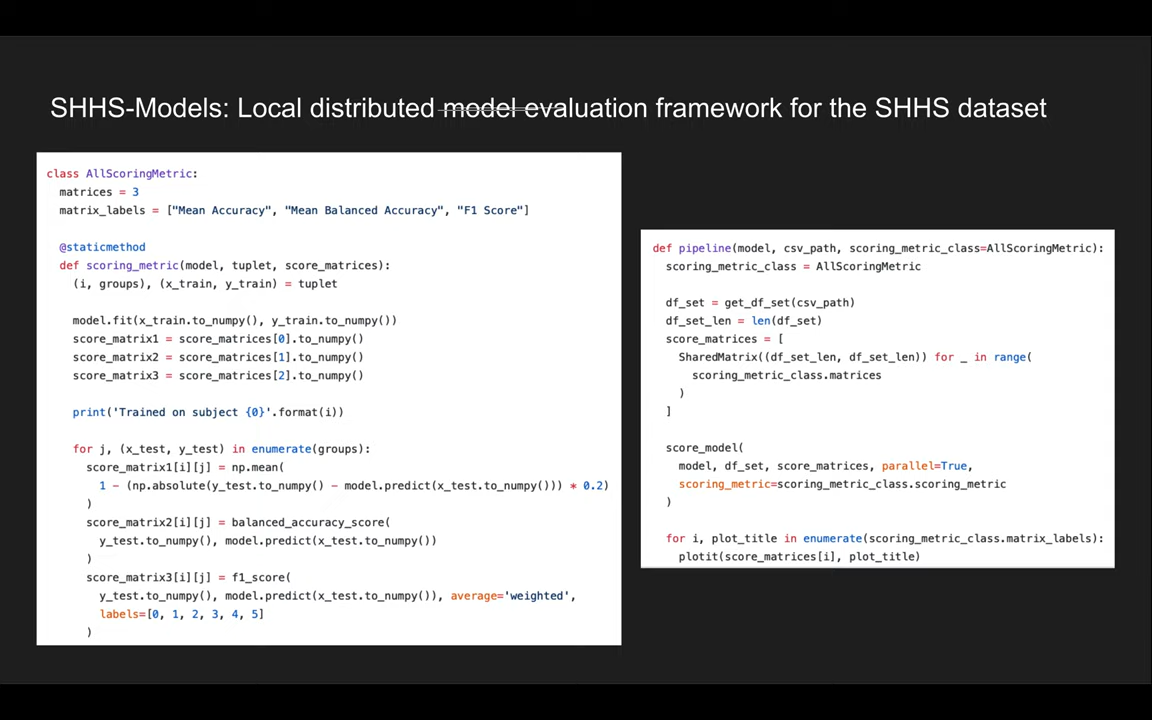 SHHS-Models: Local distributed model evaluation framework for the SHHS dataset
class AllScoringMetric:
  matrices = 3
  matrix_labels = ["Mean Accuracy", "Mean Balanced Accuracy", "F1 Score"]
  @staticmethod
  def scoring_metric(model, tuplet, score_matrices):
    (i, groups), (x_train, y_train) = tuplet
    model.fit(x_train.to_numpy(), y_train.to_numpy())
    score_matrix1 = score_matrices[0].to_numpy()
    score_matrix2 = score_matrices[1].to_numpy()
    score_matrix3 = score_matrices[2].to_numpy()
    print('Trained on subject {0}'.format(i))
    for j, (x_test, y_test) in enumerate(groups):
      score_matrix1[i][j] = np.mean(
        1 - (np.absolute(y_test.to_numpy() - model.predict(x_test.to_numpy())) * 0.2)
      )
      score_matrix2[i][j] = balanced_accuracy_score(
        y_test.to_numpy(), model.predict(x_test.to_numpy())
      )
      score_matrix3[i][j] = f1_score(
        y_test.to_numpy(), model.predict(x_test.to_numpy()), average='weighted',
        labels=[0, 1, 2, 3, 4, 5]
      )
def pipeline(model, csv_path, scoring_metric_class=AllScoringMetric):
  scoring_metric_class = AllScoringMetric
  df_set = get_df_set(csv_path)
  df_set_len = len(df_set)
  score_matrices = [
    SharedMatrix((df_set_len, df_set_len)) for _ in range(
      scoring_metric_class.matrices
    )
  ]
  score_model(
    model, df_set, score_matrices, parallel=True,
    scoring_metric=scoring_metric_class.scoring_metric
  )
  for i, plot_title in enumerate(scoring_metric_class.matrix_labels):
    plotit(score_matrices[i], plot_title)